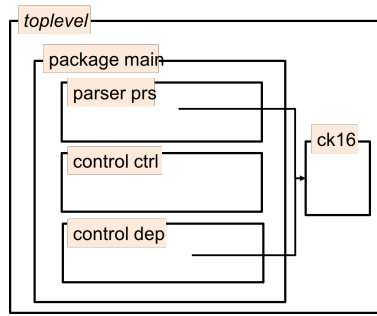 toplevel
package main
parser prs
ck16
control ctrl
control dep